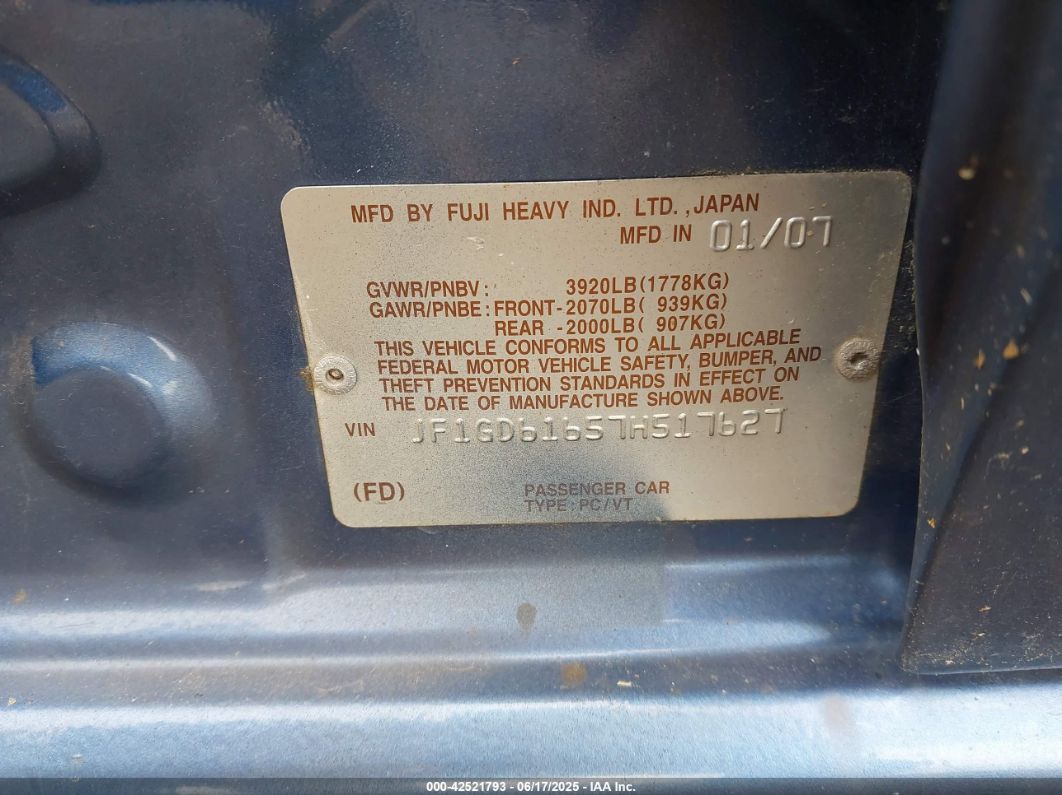 MFD BY FUJI HEAVY IND. LTD. ,JAPAN
MFD IN 01/07
GVWR/PNBV: 3920LB(1778KG)
GAWR/PNBE: FRONT-2070LB( 939KG)
REAR -2000LB( 907KG)
THIS VEHICLE CONFORMS TO ALL APPLICABLE
FEDERAL MOTOR VEHICLE SAFETY, BUMPER, AND
THEFT PREVENTION STANDARDS IN EFFECT ON
THE DATE OF MANUFACTURE SHOWN ABOVE.
VIN JF1GD61657H517627
(FD) PASSENGER CAR
TYPE: PC/VT
000-42521793 - 06/17/2025 - IAA Inc.